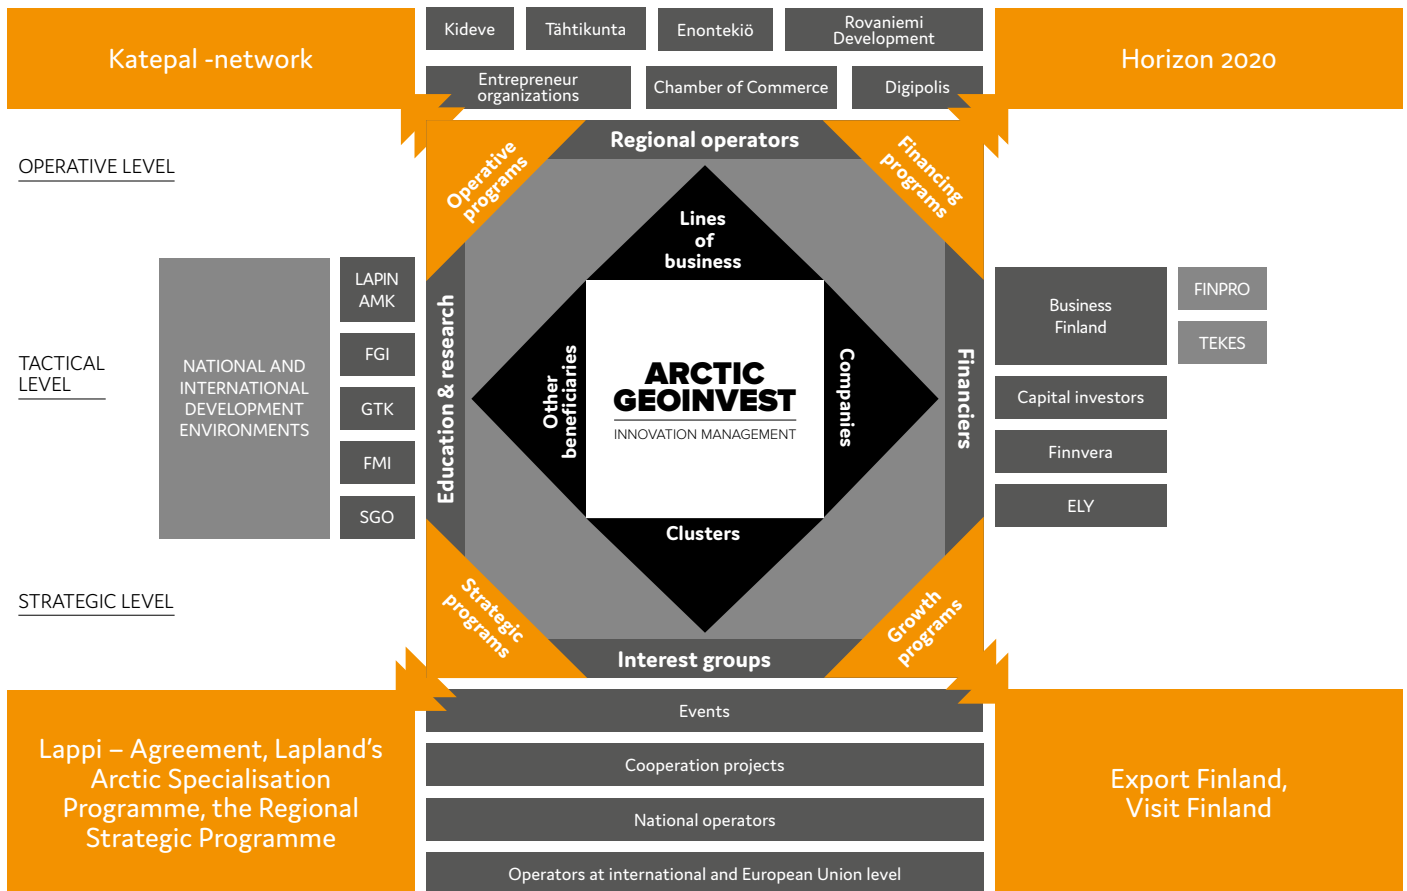 Katepal -network
Kideve
Tähtikunta
Enontekiö
Rovaniemi
Development
Entrepreneur
organizations
Chamber of Commerce
Digipolis
Horizon 2020
OPERATIVE LEVEL
Operative
programs
Regional operators
Financing
programs
Lines
of
business
TACTICAL
LEVEL
NATIONAL AND
INTERNATIONAL
DEVELOPMENT
ENVIRONMENTS
LAPIN
AMK
FGI
GTK
FMI
SGO
Education & research
Other
beneficiaries
ARCTIC
GEOINVEST
INNOVATION MANAGEMENT
Companies
Financiers
Business
Finland
FINPRO
TEKES
Capital investors
Finnvera
ELY
Clusters
STRATEGIC LEVEL
Strategic
programs
Interest groups
Growth
programs
Lappi – Agreement, Lapland’s
Arctic Specialisation
Programme, the Regional
Strategic Programme
Events
Cooperation projects
National operators
Operators at international and European Union level
Export Finland,
Visit Finland